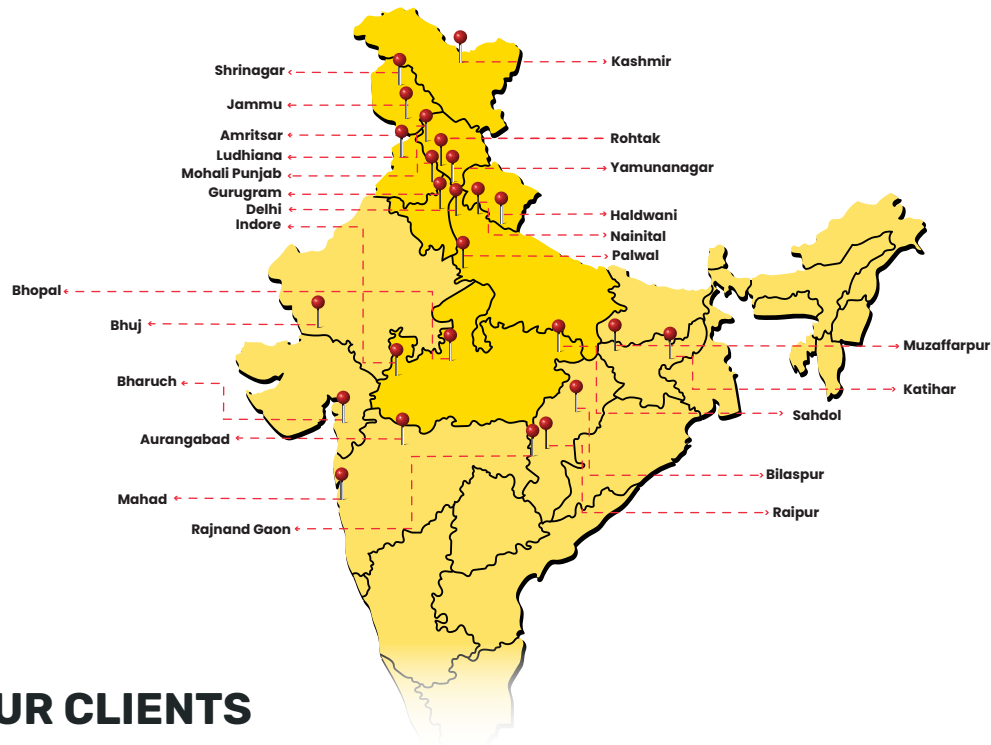 Kashmir
Shrinagar
Jammu
Amritsar
Rohtak
Ludhiana
Yamunanagar
Mohali Punjab
Gurugram
Delhi
Haldwani
Indore
Nainital
Palwal
Bhopal
Bhuj
Muzaffarpur
Bharuch
Katihar
Sahdol
Aurangabad
Bilaspur
Mahad
Raipur
Rajnand Gaon
UR CLIENTS